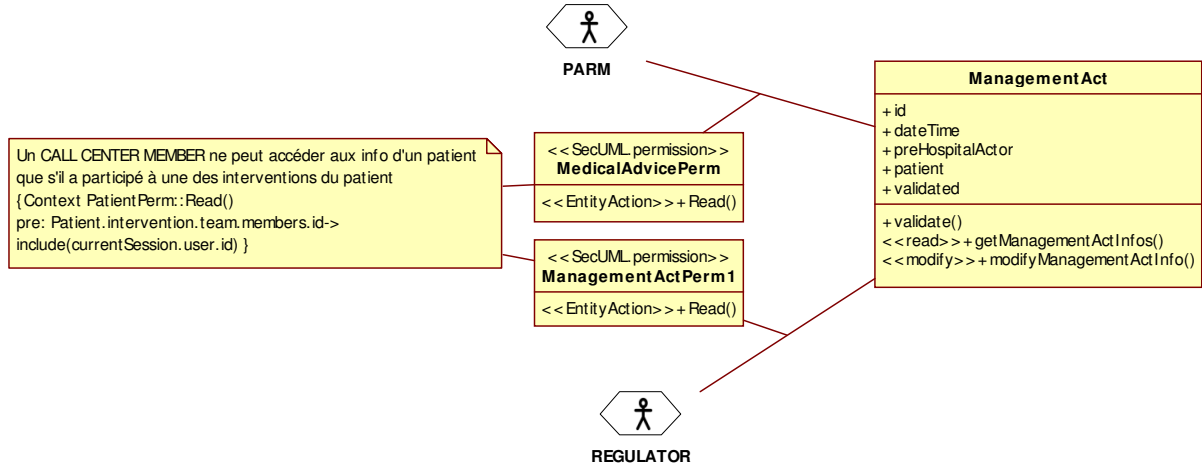 PARM
ManagementAct
+ id
+ dateTime
+ preHospitalActor
+ patient
+ validated
+ validate()
<<read>> + getManagementActInfos()
<<modify>> + modifyManagementActInfo()
Un CALL CENTER MEMBER ne peut accéder aux info d'un patient
que s'il a participé à une des interventions du patient
{Context PatientPerm::Read()
pre: Patient.intervention.team.members.id->
include(currentSession.user.id) }
<<SecUML permission>>
MedicalAdvicePerm
<<EntityAction>> + Read()
<<SecUML permission>>
ManagementActPerm1
<<EntityAction>> + Read()
REGULATOR